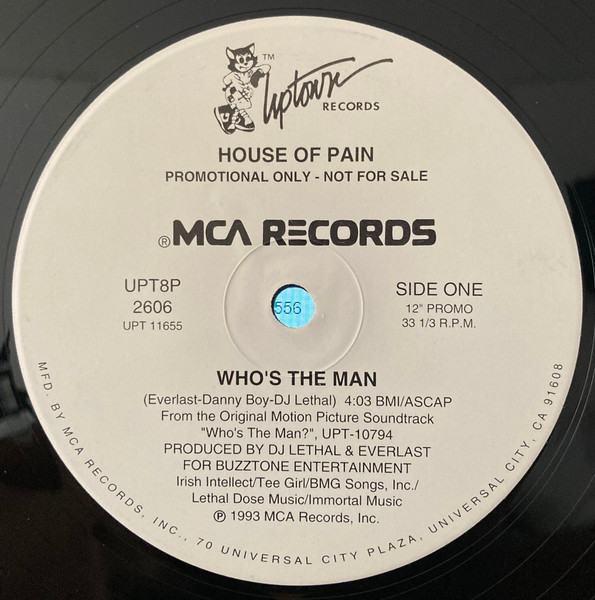 Uptown ™
RECORDS
HOUSE OF PAIN
PROMOTIONAL ONLY - NOT FOR SALE
®MCA RECORDS
UPT8P
2606
UPT 11655
556
SIDE ONE
12" PROMO
33 1/3 R.P.M.
WHO'S THE MAN
(Everlast-Danny Boy-DJ Lethal) 4:03 BMI/ASCAP
From the Original Motion Picture Soundtrack
"Who's The Man?", UPT-10794
PRODUCED BY DJ LETHAL & EVERLAST
FOR BUZZTONE ENTERTAINMENT
Irish Intellect/Tee Girl/BMG Songs, Inc./
Lethal Dose Music/Immortal Music
℗ 1993 MCA Records, Inc.
MFD. BY MCA RECORDS, INC., 70 UNIVERSAL CITY PLAZA, UNIVERSAL CITY, CA 91608